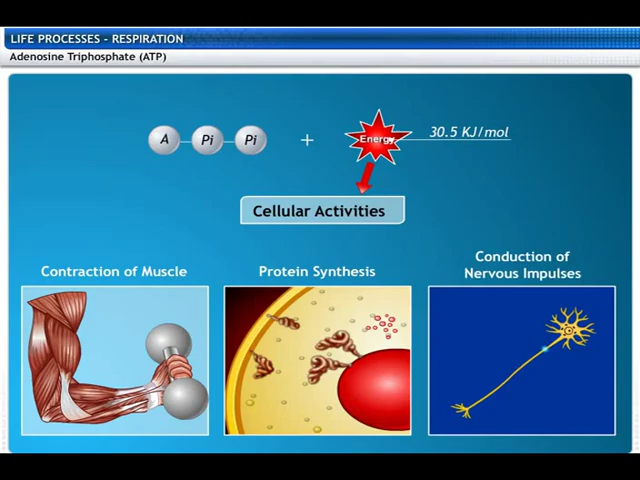 LIFE PROCESSES - RESPIRATION
Adenosine Triphosphate (ATP)
A Pi Pi + Energy 30.5 KJ/mol
Cellular Activities
Contraction of Muscle
Protein Synthesis
Conduction of
Nervous Impulses